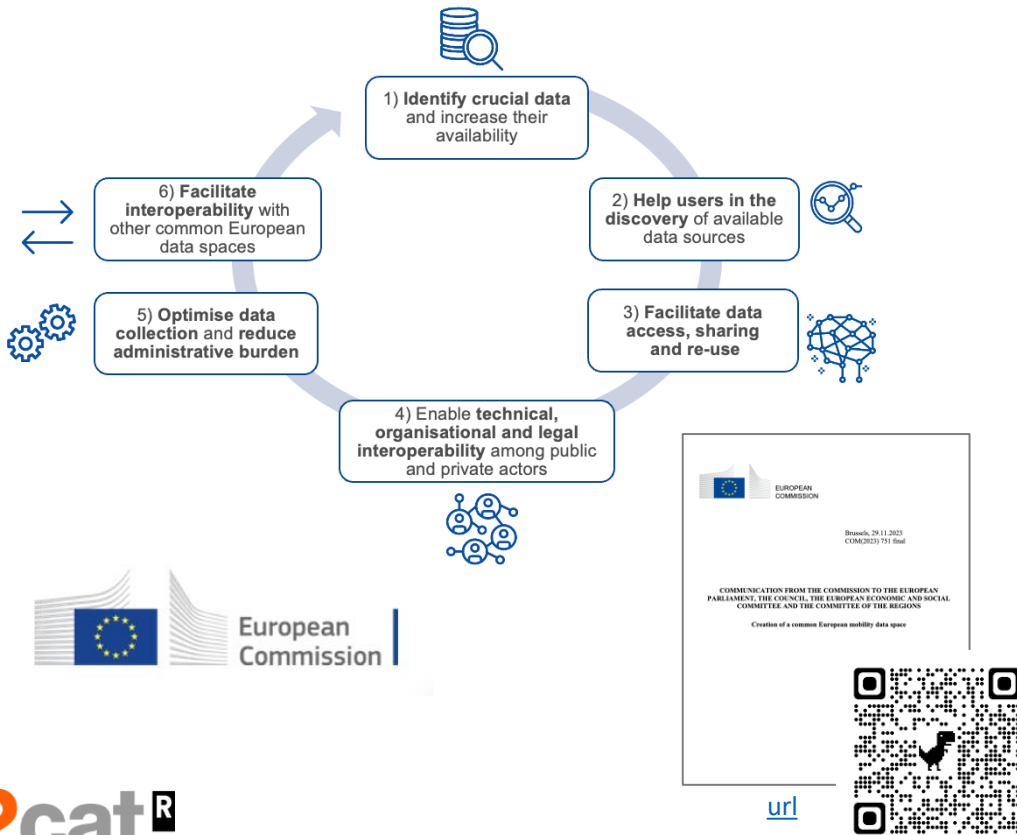 1) Identify crucial data
and increase their
availability
2) Help users in the
discovery of available
data sources
3) Facilitate data
access, sharing
and re-use
4) Enable technical,
organisational and legal
interoperability among public
and private actors
5) Optimise data
collection and reduce
administrative burden
6) Facilitate
interoperability with
other common European
data spaces
EUROPEAN
COMMISSION
Brussels, 29.11.2023
COM(2023) 751 final
COMMUNICATION FROM THE COMMISSION TO THE EUROPEAN
PARLIAMENT, THE COUNCIL, THE EUROPEAN ECONOMIC AND SOCIAL
COMMITTEE AND THE COMMITTEE OF THE REGIONS
Creation of a common European mobility data space
European
Commission
url
cat R